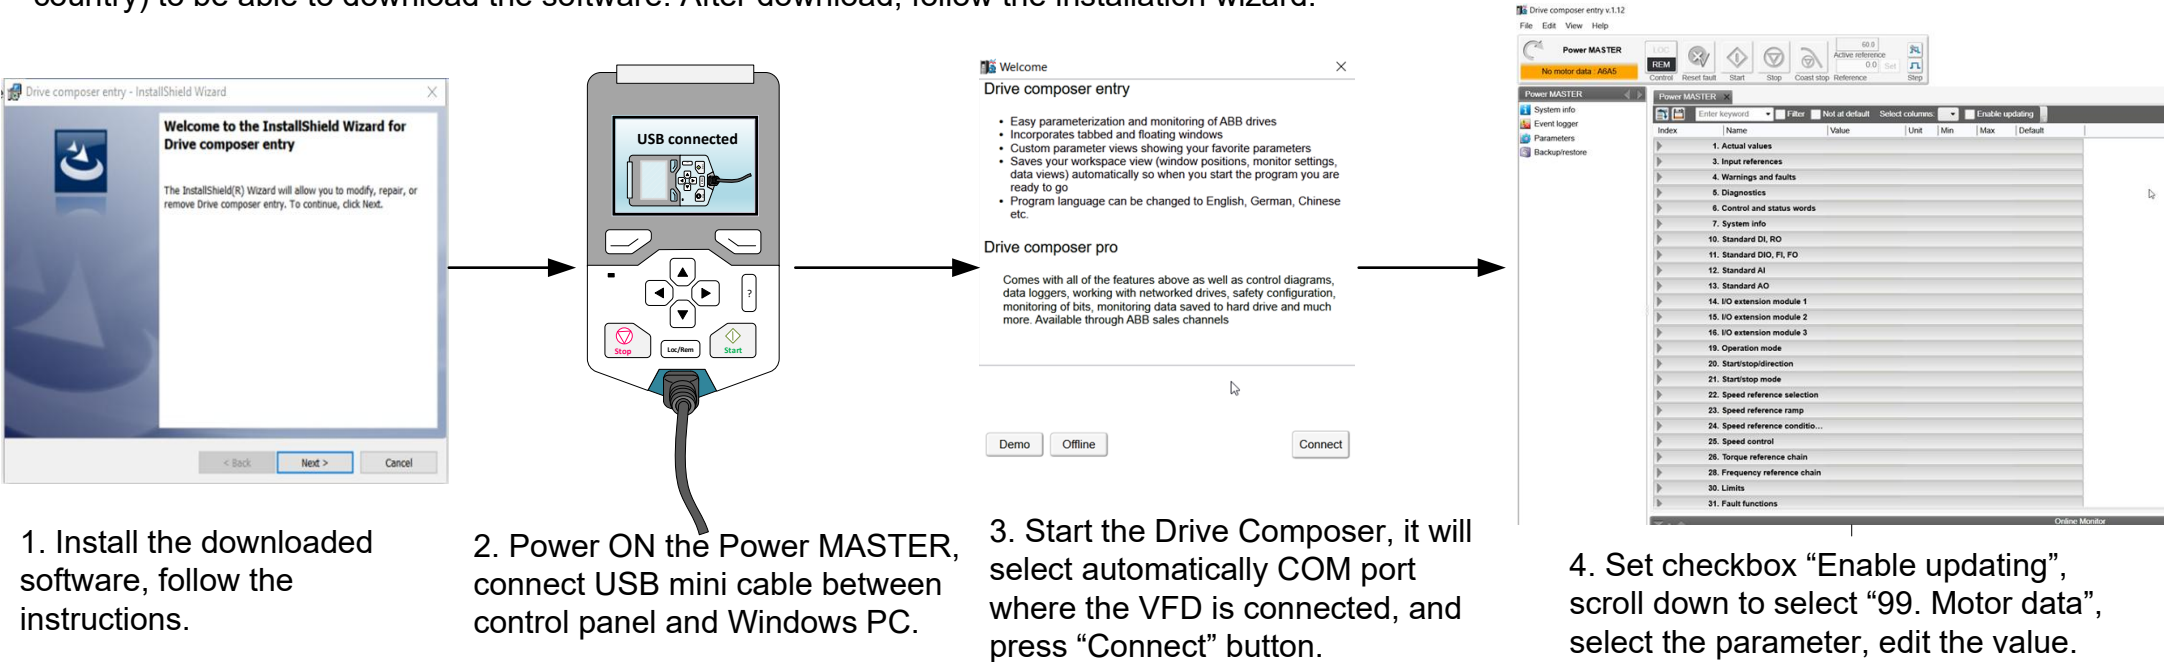 country) to be able to download the software. After download, follow the installation wizard.
Drive composer entry - InstallShield Wizard
Welcome to the InstallShield Wizard for
Drive composer entry
The InstallShield(R) Wizard will allow you to modify, repair, or
remove Drive composer entry. To continue, click Next.
< Back
Next >
Cancel
1. Install the downloaded
software, follow the
instructions.
USB connected
?
Stop
Loc/Rem
Start
2. Power ON the Power MASTER,
connect USB mini cable between
control panel and Windows PC.
Welcome
Drive composer entry
• Easy parameterization and monitoring of ABB drives
• Incorporates tabbed and floating windows
• Custom parameter views showing your favorite parameters
• Saves your workspace view (window positions, monitor settings,
data views) automatically so when you start the program you are
ready to go
• Program language can be changed to English, German, Chinese
etc.
Drive composer pro
Comes with all of the features above as well as control diagrams,
data loggers, working with networked drives, safety configuration,
monitoring of bits, monitoring data saved to hard drive and much
more. Available through ABB sales channels
Demo
Offline
Connect
3. Start the Drive Composer, it will
select automatically COM port
where the VFD is connected, and
press “Connect” button.
Drive composer entry v.1.12
File Edit View Help
Power MASTER
No motor data : A6A5
LOC
REM
Control Reset fault Start Stop Coast stop Reference Step
60.0
Active reference
0.0 Set
Power MASTER
System info
Event logger
Parameters
Backup/restore
Power MASTER
Enter keyword Filter Not at default Select columns: Enable updating
Index Name Value Unit Min Max Default
1. Actual values
3. Input references
4. Warnings and faults
5. Diagnostics
6. Control and status words
7. System info
10. Standard DI, RO
11. Standard DIO, FI, FO
12. Standard AI
13. Standard AO
14. I/O extension module 1
15. I/O extension module 2
16. I/O extension module 3
19. Operation mode
20. Start/stop/direction
21. Start/stop mode
22. Speed reference selection
23. Speed reference ramp
24. Speed reference conditio...
25. Speed control
26. Torque reference chain
28. Frequency reference chain
30. Limits
31. Fault functions
Online Monitor
4. Set checkbox “Enable updating”,
scroll down to select “99. Motor data”,
select the parameter, edit the value.